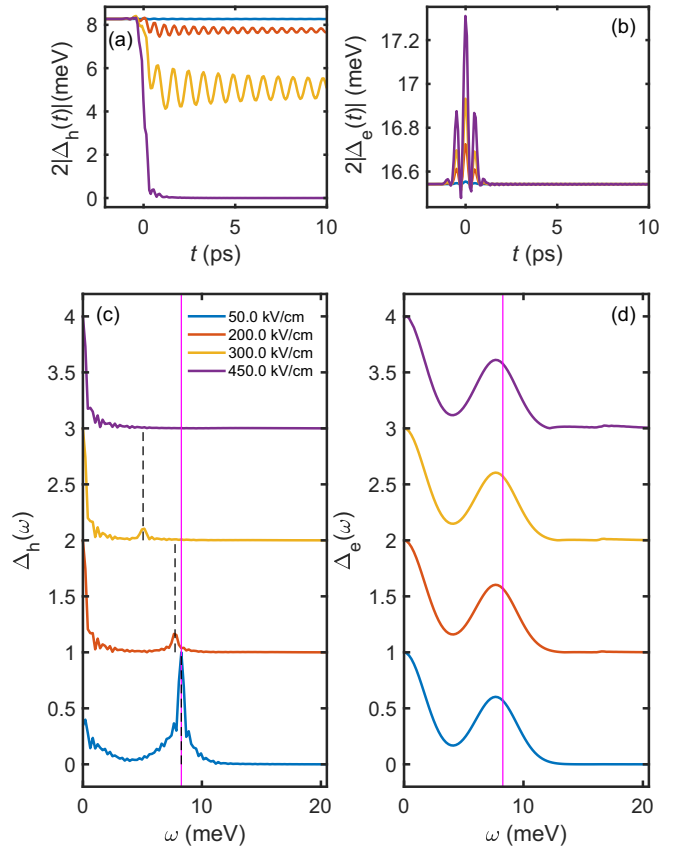 (a)
2|Δh(t)| (meV)
8
6
4
2
0
0
5
10
t (ps)
(b)
2|Δe(t)| (meV)
17.2
17
16.8
16.6
0
5
10
t (ps)
(c)
50.0 kV/cm
200.0 kV/cm
300.0 kV/cm
450.0 kV/cm
Δh(ω)
4
3.5
3
2.5
2
1.5
1
0.5
0
0
10
20
ω (meV)
(d)
Δe(ω)
4
3.5
3
2.5
2
1.5
1
0.5
0
0
10
20
ω (meV)